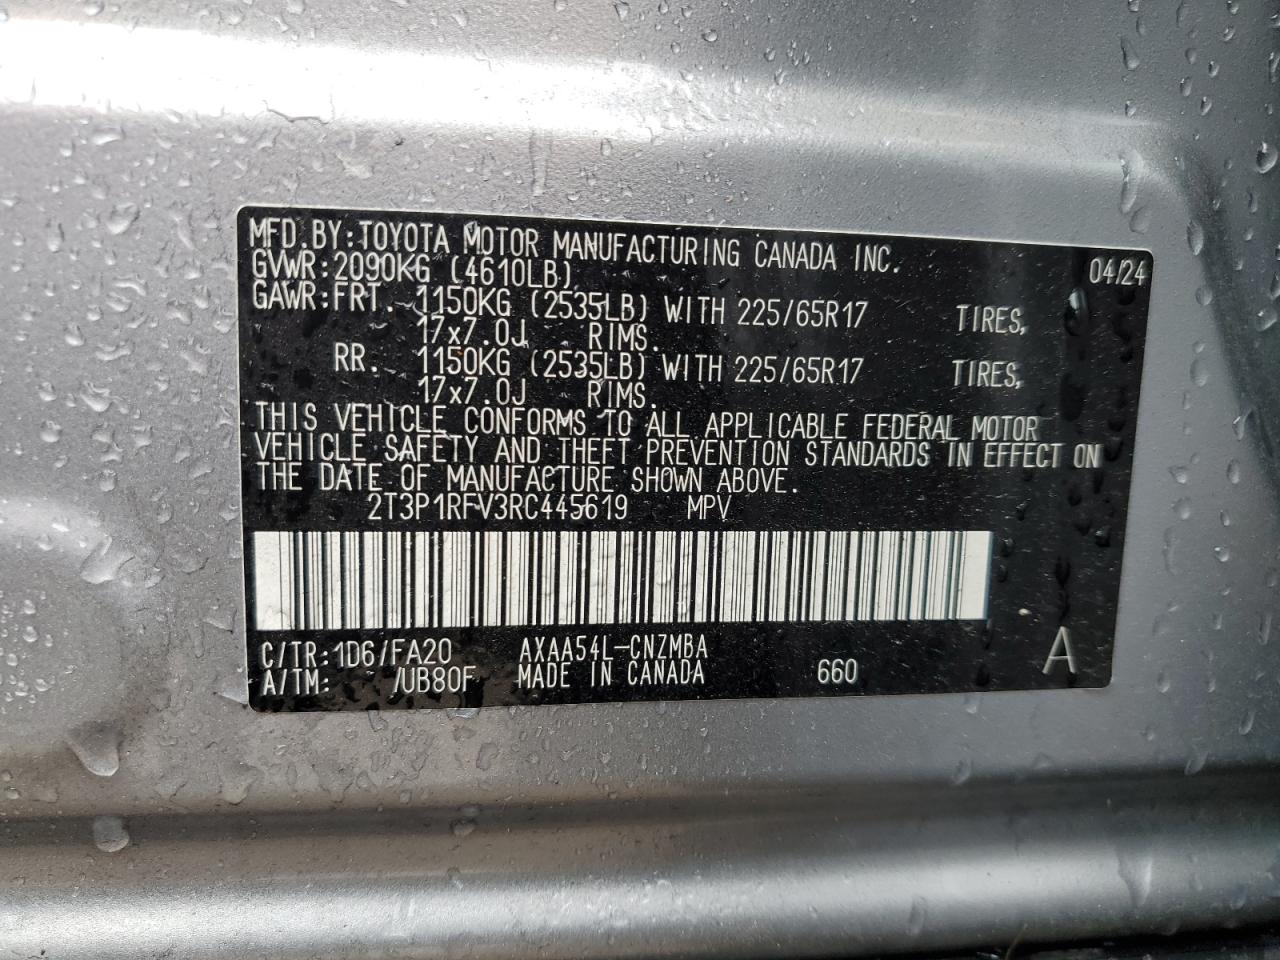 MFD.BY:TOYOTA MOTOR MANUFACTURING CANADA INC.
GVWR:2090KG (4610LB) 04/24
GAWR:FRT. 1150KG (2535LB) WITH 225/65R17 TIRES,
17x7.0J RIMS.
RR. 1150KG (2535LB) WITH 225/65R17 TIRES,
17x7.0J RIMS.
THIS VEHICLE CONFORMS TO ALL APPLICABLE FEDERAL MOTOR
VEHICLE SAFETY AND THEFT PREVENTION STANDARDS IN EFFECT ON
THE DATE OF MANUFACTURE SHOWN ABOVE.
2T3P1RFV3RC445619 MPV
C/TR:1D6/FA20 AXAA54L-CNZMBA
A/TM: /UB80F MADE IN CANADA 660 A